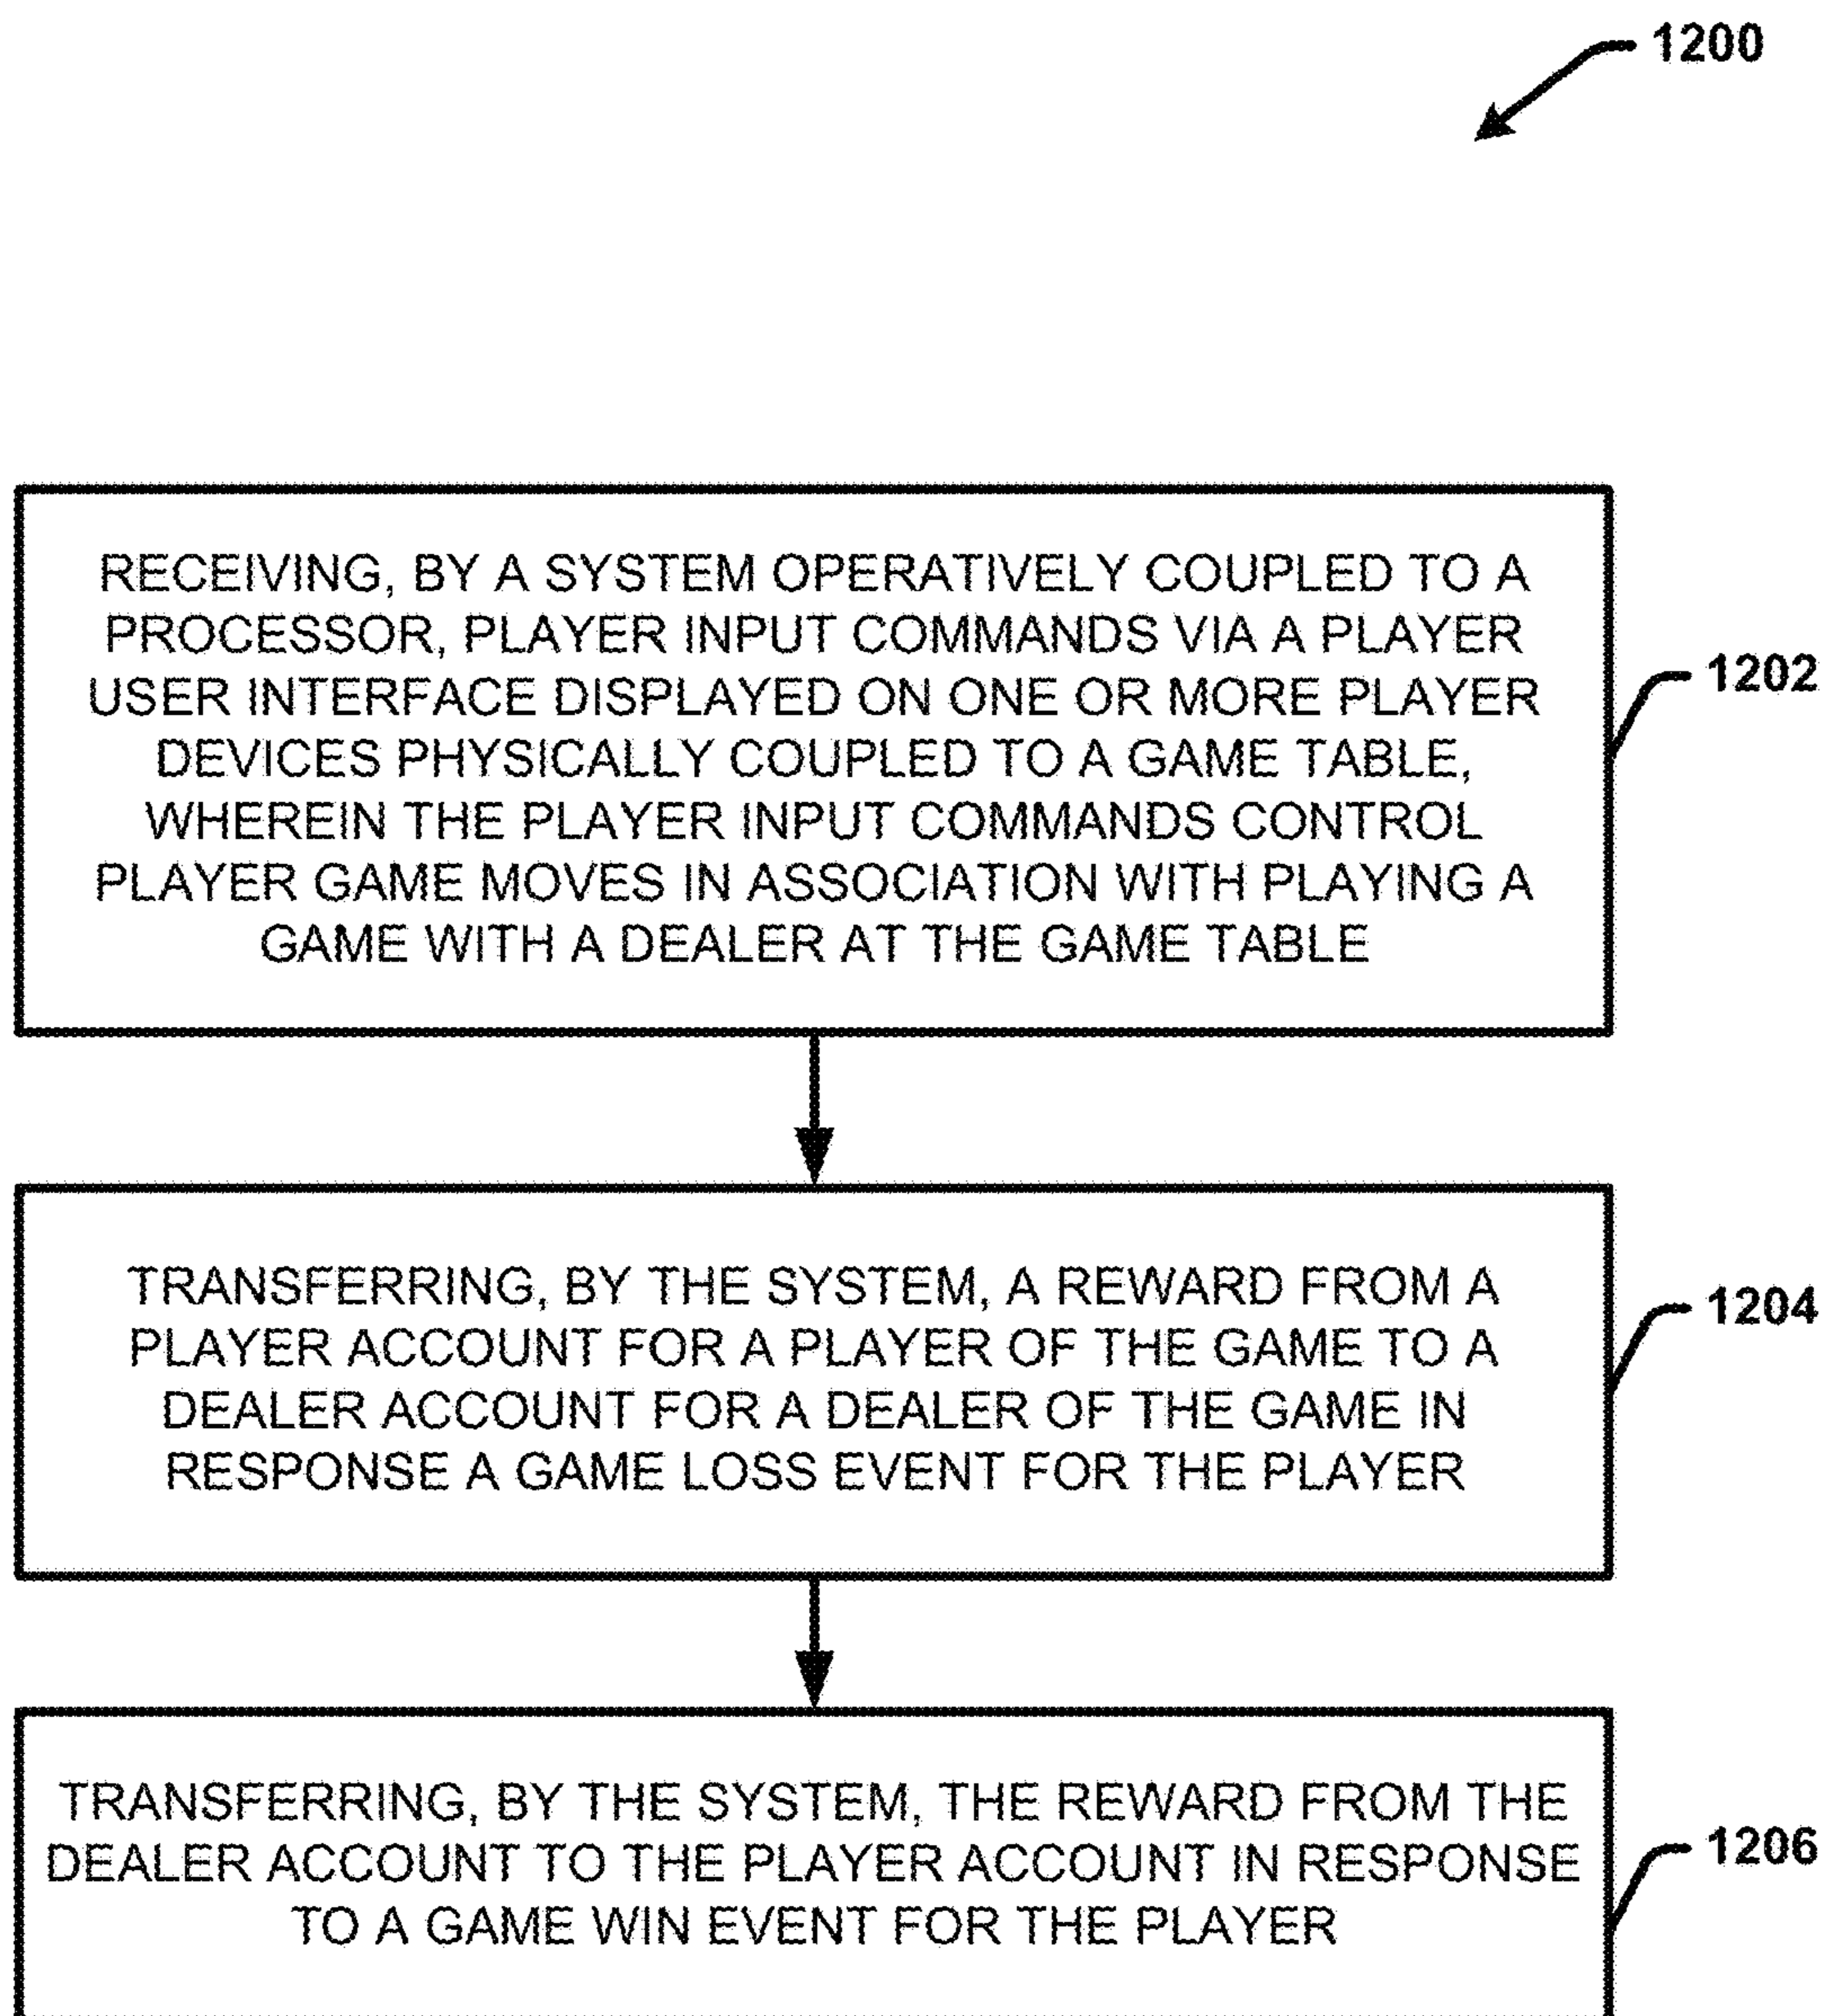 1200
RECEIVING, BY A SYSTEM OPERATIVELY COUPLED TO A
PROCESSOR, PLAYER INPUT COMMANDS VIA A PLAYER
USER INTERFACE DISPLAYED ON ONE OR MORE PLAYER
DEVICES PHYSICALLY COUPLED TO A GAME TABLE,
WHEREIN THE PLAYER INPUT COMMANDS CONTROL
PLAYER GAME MOVES IN ASSOCIATION WITH PLAYING A
GAME WITH A DEALER AT THE GAME TABLE
1202
TRANSFERRING, BY THE SYSTEM, A REWARD FROM A
PLAYER ACCOUNT FOR A PLAYER OF THE GAME TO A
DEALER ACCOUNT FOR A DEALER OF THE GAME IN
RESPONSE A GAME LOSS EVENT FOR THE PLAYER
1204
TRANSFERRING, BY THE SYSTEM, THE REWARD FROM THE
DEALER ACCOUNT TO THE PLAYER ACCOUNT IN RESPONSE
TO A GAME WIN EVENT FOR THE PLAYER
1206